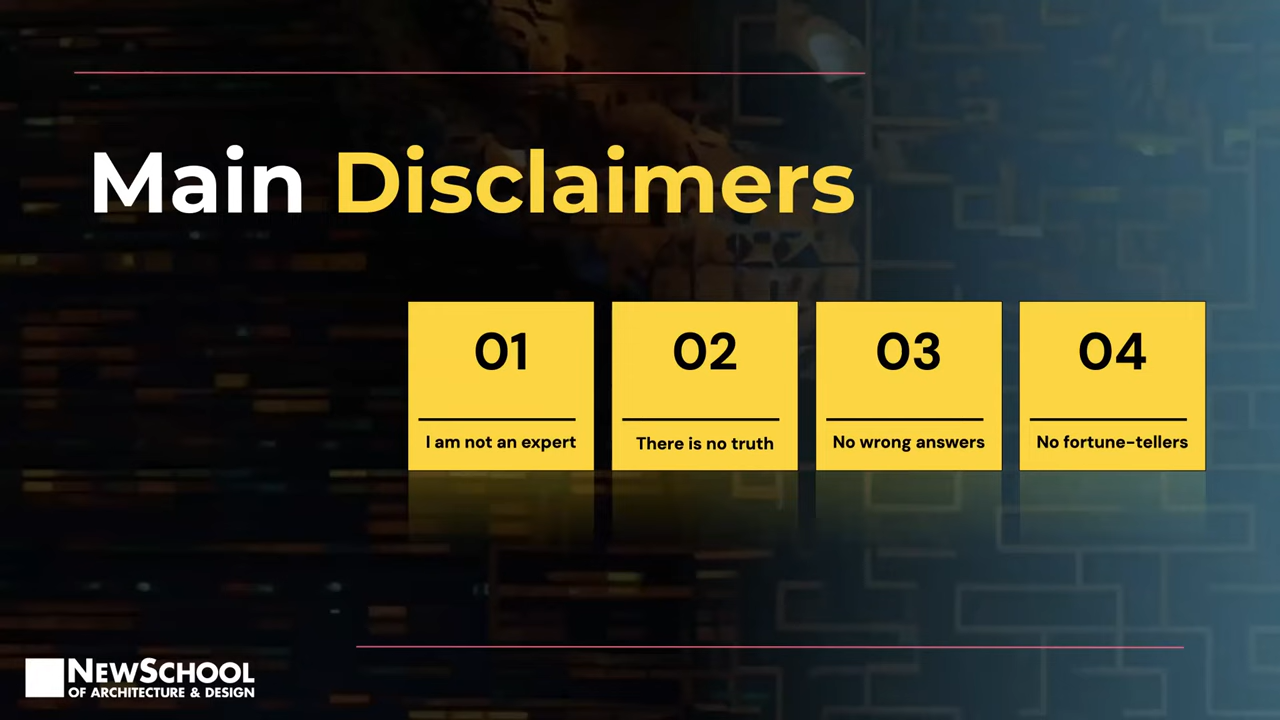 Main Disclaimers
01
I am not an expert
02
There is no truth
03
No wrong answers
04
No fortune-tellers
NEWSCHOOL
OF ARCHITECTURE & DESIGN